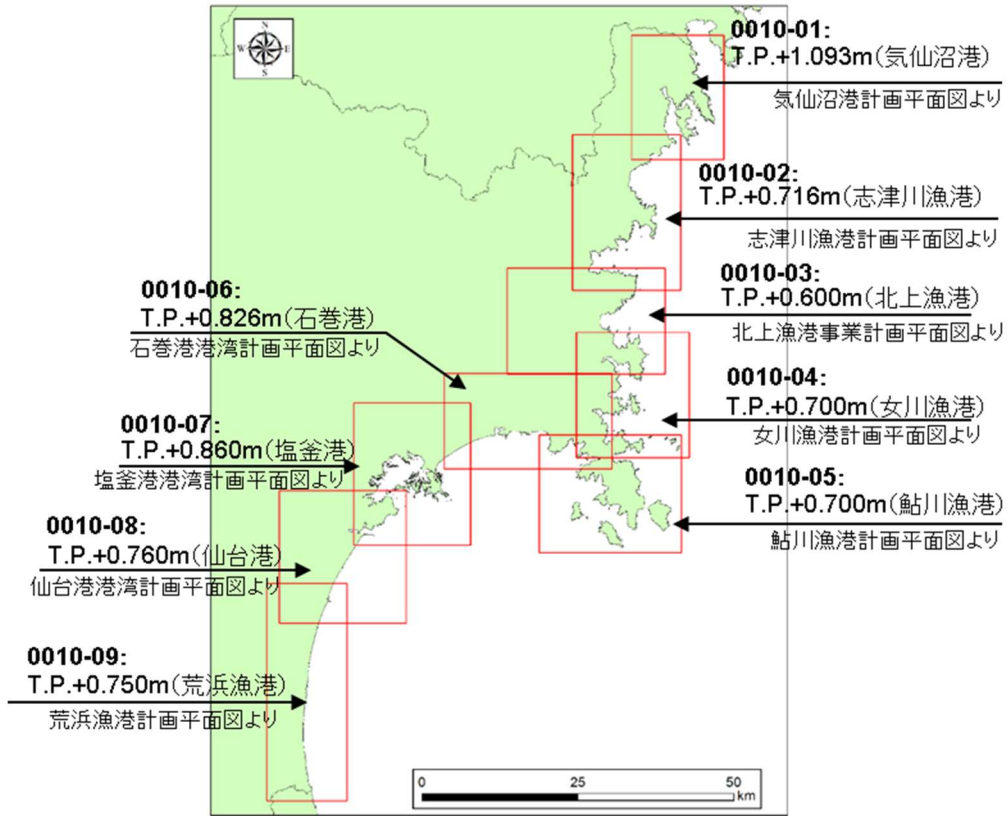 N
W E
S
0010-01:
T.P.+1.093m(気仙沼港)
気仙沼港計画平面図より
0010-02:
T.P.+0.716m(志津川漁港)
志津川漁港計画平面図より
0010-03:
T.P.+0.600m(北上漁港)
北上漁港事業計画平面図より
0010-04:
T.P.+0.700m(女川漁港)
女川漁港計画平面図より
0010-05:
T.P.+0.700m(鮎川漁港)
鮎川漁港計画平面図より
0010-06:
T.P.+0.826m(石巻港)
石巻港港湾計画平面図より
0010-07:
T.P.+0.860m(塩釜港)
塩釜港港湾計画平面図より
0010-08:
T.P.+0.760m(仙台港)
仙台港港湾計画平面図より
0010-09:
T.P.+0.750m(荒浜漁港)
荒浜漁港計画平面図より
0 25 50
km